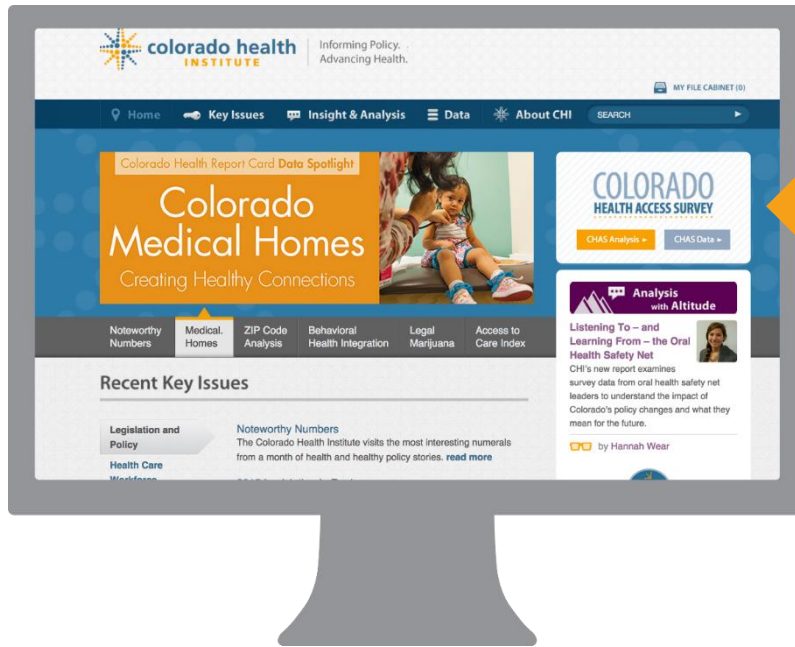 colorado health
INSTITUTE
Informing Policy.
Advancing Health.
MY FILE CABINET (0)
Home
Key Issues
Insight & Analysis
Data
About CHI
SEARCH
Colorado Health Report Card Data Spotlight
Colorado
Medical Homes
Creating Healthy Connections
COLORADO
HEALTH ACCESS SURVEY
CHAS Analysis
CHAS Data
Noteworthy
Numbers
Medical.
Homes
ZIP Code
Analysis
Behavioral
Health Integration
Legal
Marijuana
Access to
Care Index
Analysis
with Altitude
Listening To – and
Learning From – the Oral
Health Safety Net
CHI's new report examines
survey data from oral health safety net
leaders to understand the impact of
Colorado's policy changes and what they
mean for the future.
by Hannah Wear
Recent Key Issues
Legislation and
Policy
Health Care
Noteworthy Numbers
The Colorado Health Institute visits the most interesting numerals
from a month of health and healthy policy stories. read more